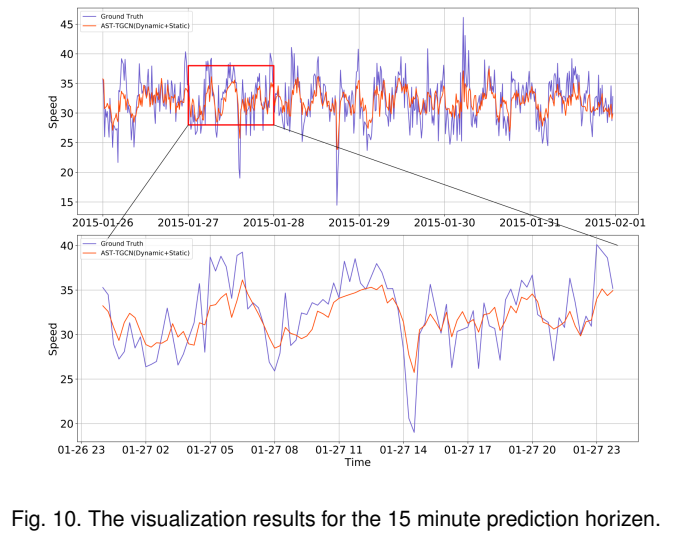 Ground Truth
AST-TGCN(Dynamic+Static)
45
40
35
30
25
20
15
Speed
2015-01-26 2015-01-27 2015-01-28 2015-01-29 2015-01-30 2015-01-31 2015-02-01
Ground Truth
AST-TGCN(Dynamic+Static)
40
35
30
25
20
Speed
01-26 23 01-27 02 01-27 05 01-27 08 01-27 11 01-27 14 01-27 17 01-27 20 01-27 23
Time
Fig. 10. The visualization results for the 15 minute prediction horizen.